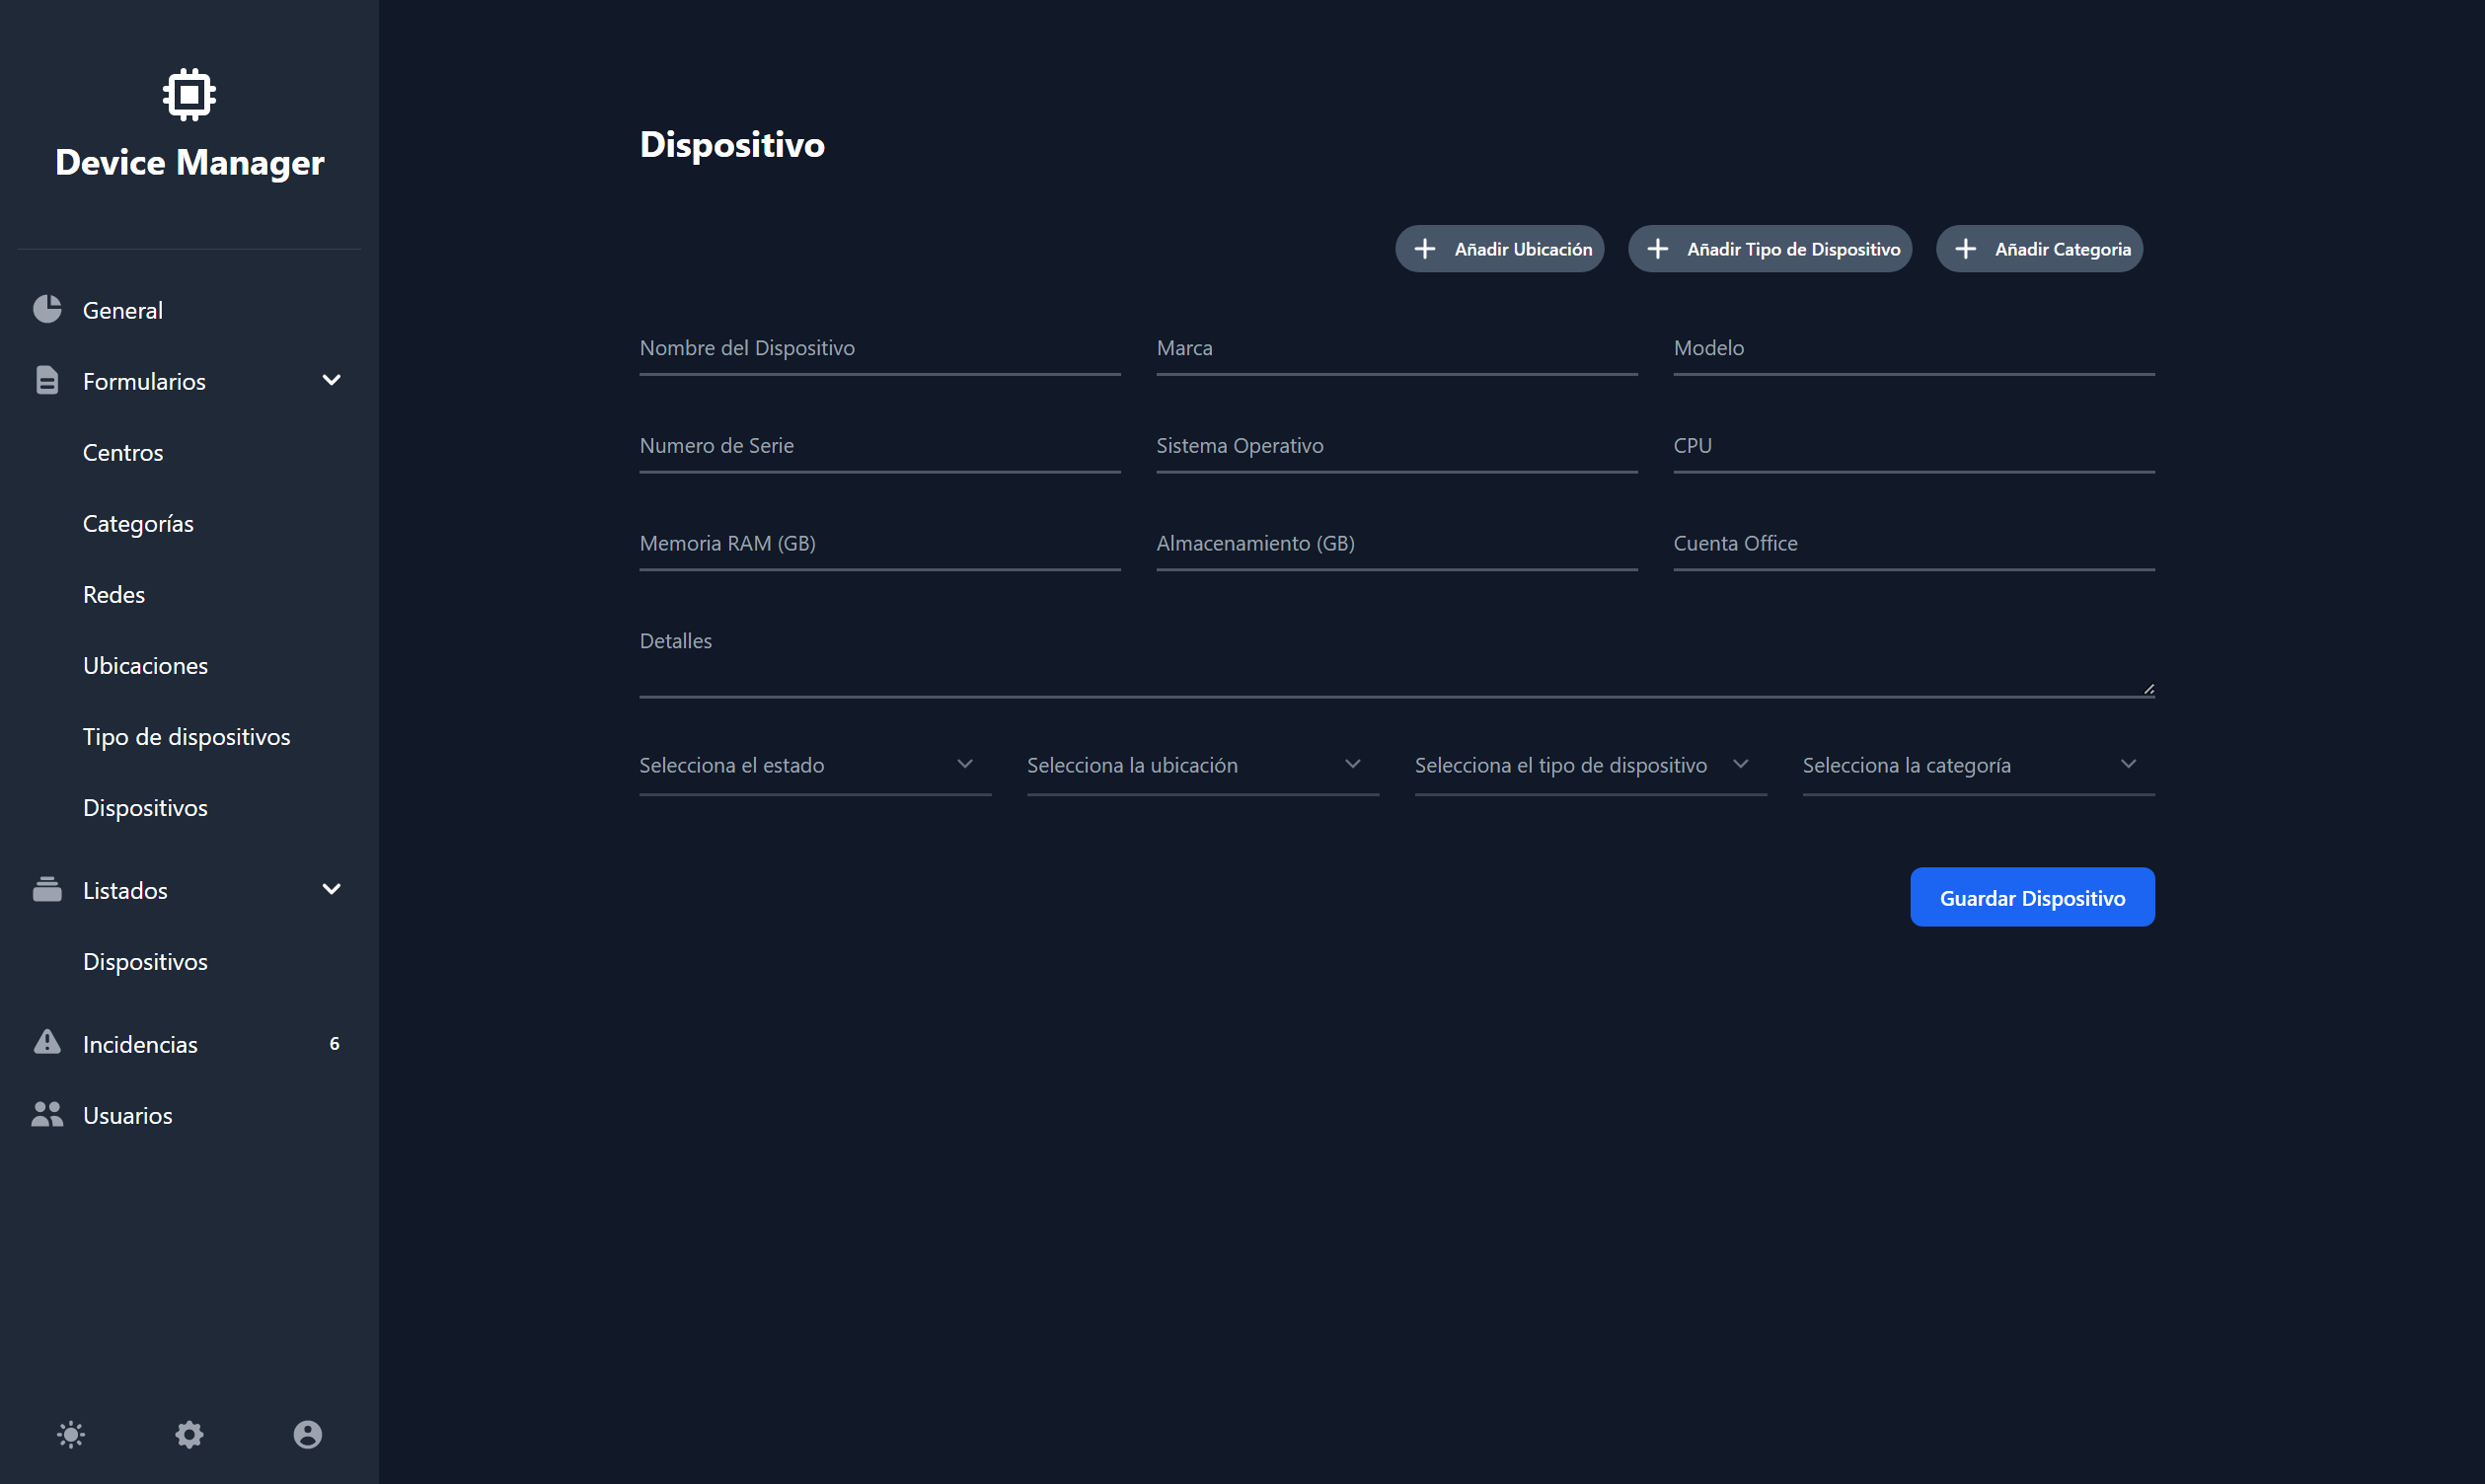 Device Manager
General
Formularios
Centros
Categorías
Redes
Ubicaciones
Tipo de dispositivos
Dispositivos
Listados
Dispositivos
Incidencias 6
Usuarios
Dispositivo
Añadir Ubicación Añadir Tipo de Dispositivo Añadir Categoria
Nombre del Dispositivo Marca Modelo
Numero de Serie Sistema Operativo CPU
Memoria RAM (GB) Almacenamiento (GB) Cuenta Office
Detalles
Selecciona el estado Selecciona la ubicación Selecciona el tipo de dispositivo Selecciona la categoría
Guardar Dispositivo